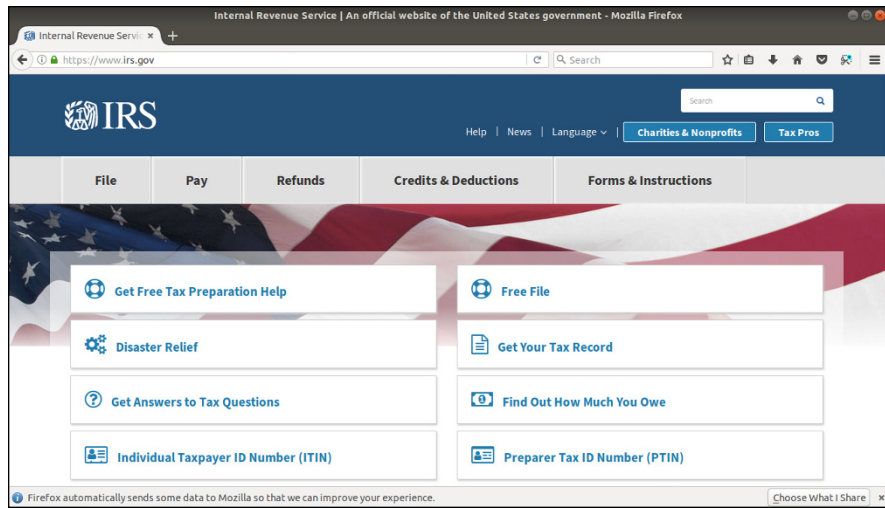 Internal Revenue Service | An official website of the United States government - Mozilla Firefox
Internal Revenue Servic × +
https://www.irs.gov
Search
Search
IRS
Help | News | Language | Charities & Nonprofits Tax Pros
File Pay Refunds Credits & Deductions Forms & Instructions
Get Free Tax Preparation Help Free File
Disaster Relief Get Your Tax Record
Get Answers to Tax Questions Find Out How Much You Owe
Individual Taxpayer ID Number (ITIN) Preparer Tax ID Number (PTIN)
Firefox automatically sends some data to Mozilla so that we can improve your experience. Choose What I Share ×